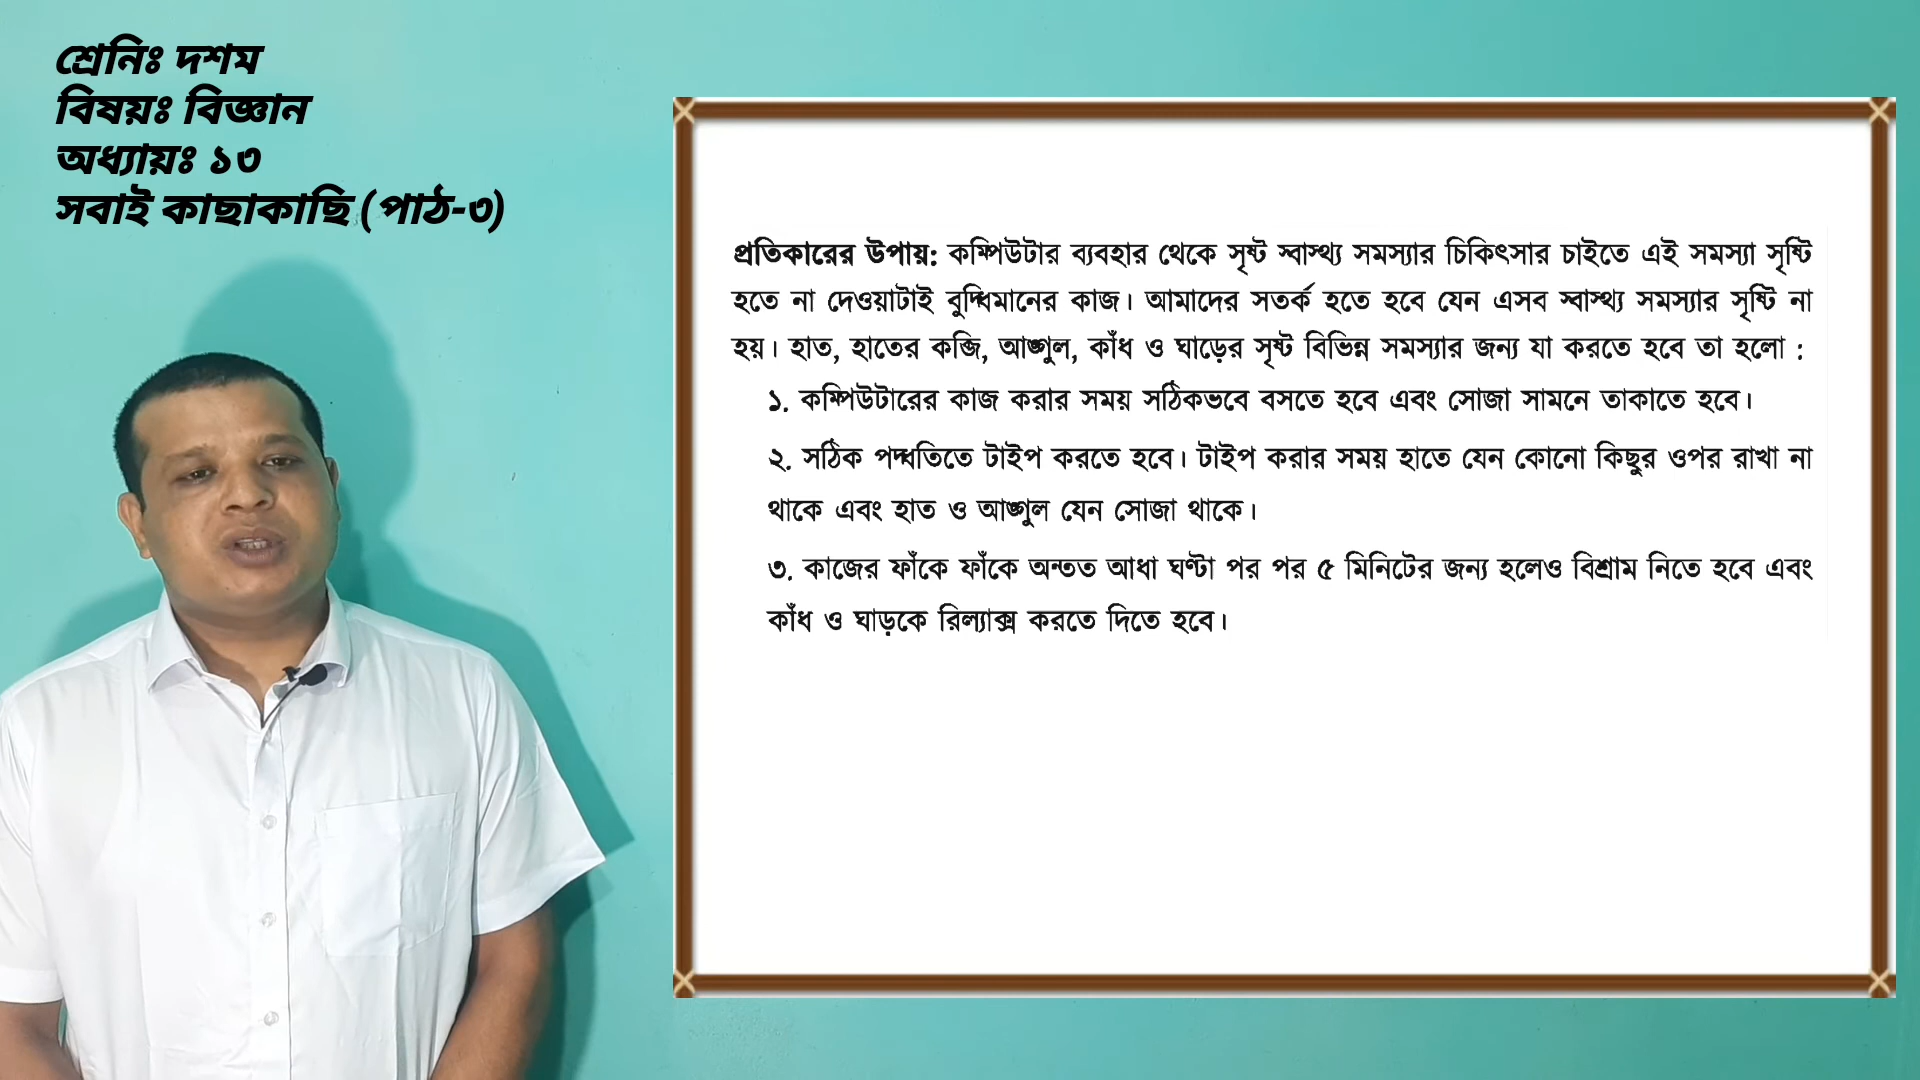 শ্রেনিঃ দশম
বিষয়ঃ বিজ্ঞান
অধ্যায়ঃ ১৩
সবাই কাছাকাছি (পাঠ-৩)
প্রতিকারের উপায়: কম্পিউটার ব্যবহার থেকে সৃষ্ট স্বাস্থ্য সমস্যার চিকিৎসার চাইতে এই সমস্যা সৃষ্টি
হতে না দেওয়াটাই বুদ্ধিমানের কাজ। আমাদের সতর্ক হতে হবে যেন এসব স্বাস্থ্য সমস্যার সৃষ্টি না
হয়। হাত, হাতের কব্জি, আঙ্গুল, কাঁধ ও ঘাড়ের সৃষ্ট বিভিন্ন সমস্যার জন্য যা করতে হবে তা হলো :
১. কম্পিউটারের কাজ করার সময় সঠিকভবে বসতে হবে এবং সোজা সামনে তাকাতে হবে।
২. সঠিক পদ্ধতিতে টাইপ করতে হবে। টাইপ করার সময় হাতে যেন কোনো কিছুর ওপর রাখা না
থাকে এবং হাত ও আঙ্গুল যেন সোজা থাকে।
৩. কাজের ফাঁকে ফাঁকে অন্তত আধা ঘণ্টা পর পর ৫ মিনিটের জন্য হলেও বিশ্রাম নিতে হবে এবং
কাঁধ ও ঘাড়কে রিল্যাক্স করতে দিতে হবে।